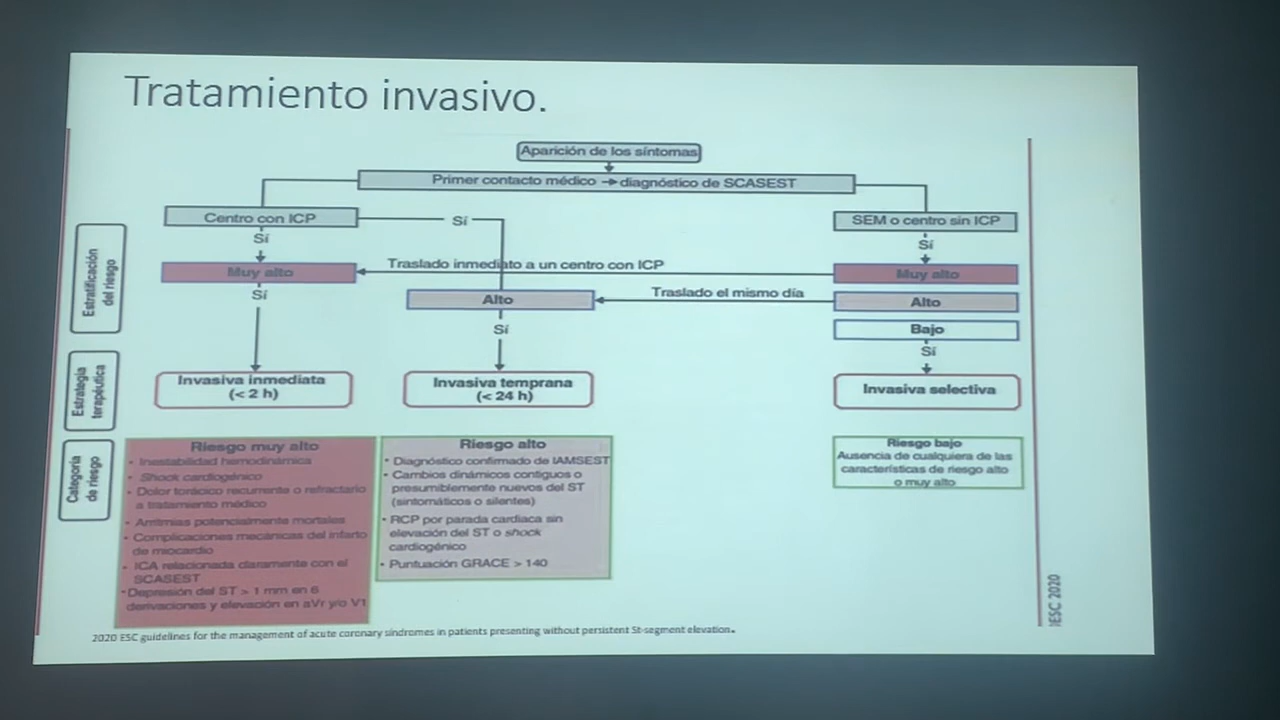 Tratamiento invasivo.
Aparición de los síntomas
Primer contacto médico → diagnóstico de SCASEST
Centro con ICP
Sí
SEM o centro sin ICP
Sí
Sí
Estratificación
del riesgo
Traslado inmediato a un centro con ICP
Muy alto
Muy alto
Traslado el mismo día
Sí
Alto
Alto
Sí
Bajo
Sí
Estrategia
terapéutica
Invasiva inmediata
(< 2 h)
Invasiva temprana
(< 24 h)
Invasiva selectiva
Categoría
de riesgo
Riesgo muy alto
• Inestabilidad hemodinámica
• Shock cardiogénico
• Dolor torácico recurrente o refractario
a tratamiento médico
• Arritmias potencialmente mortales
• Complicaciones mecánicas del infarto
de miocardio
• ICA relacionada claramente con el
SCASEST
• Depresión del ST > 1 mm en 6
derivaciones y elevación en aVr y/o V1
Riesgo alto
• Diagnóstico confirmado de IAMSEST
• Cambios dinámicos contiguos o
presumiblemente nuevos del ST
(sintomáticos o silentes)
• RCP por parada cardiaca sin
elevación del ST o shock
cardiogénico
• Puntuación GRACE > 140
Riesgo bajo
Ausencia de cualquiera de las
características de riesgo alto
o muy alto
ESC 2020
2020 ESC guidelines for the management of acute coronary síndromes in patients presenting without persistent St-segment elevation.